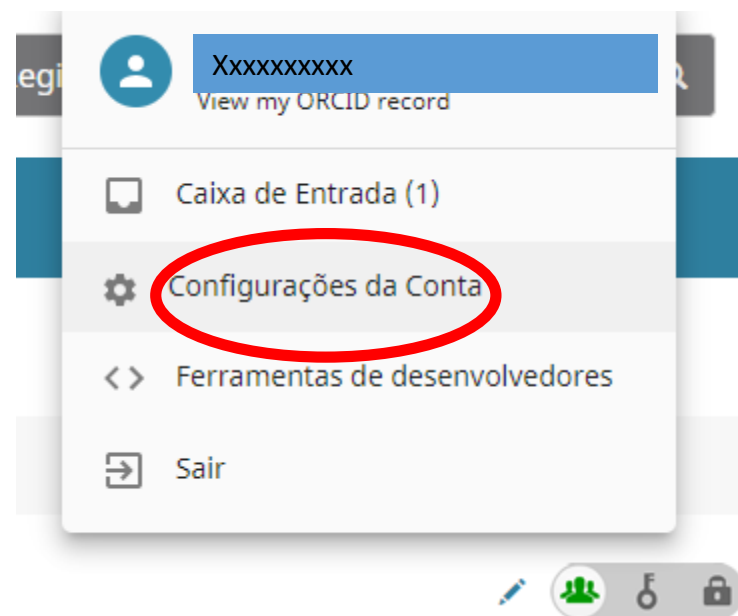 egi
Xxxxxxxxxx
View my ORCID record
Caixa de Entrada (1)
Configurações da Conta
Ferramentas de desenvolvedores
Sair